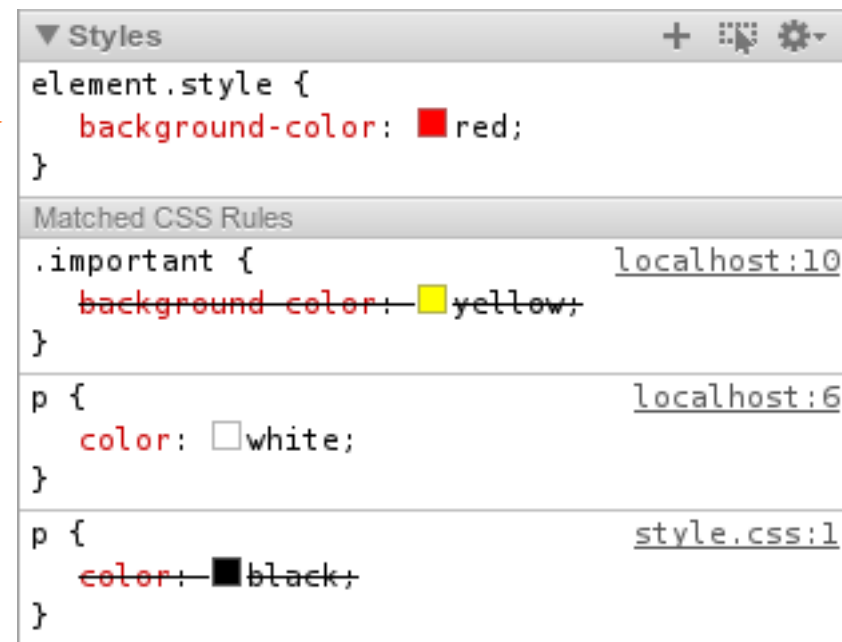 ▼ Styles
element.style {
background-color: red;
}
Matched CSS Rules
.important { localhost:10
background-color: yellow;
}
p { localhost:6
color: white;
}
p { style.css:1
color: black;
}